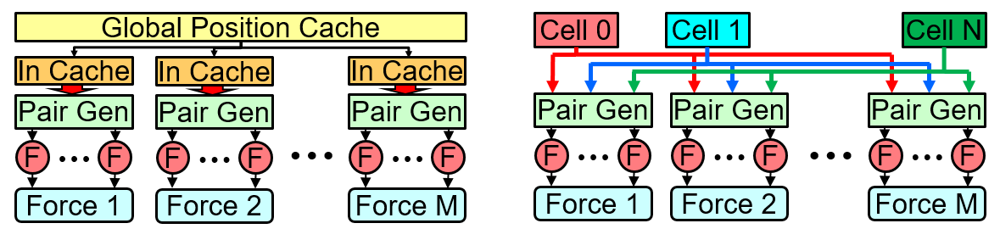 Global Position Cache
In Cache In Cache In Cache
Pair Gen Pair Gen Pair Gen
F ••• F F ••• F ••• F ••• F
Force 1 Force 2 Force M
Cell 0 Cell 1 Cell N
Pair Gen Pair Gen Pair Gen
F ••• F F ••• F ••• F ••• F
Force 1 Force 2 Force M